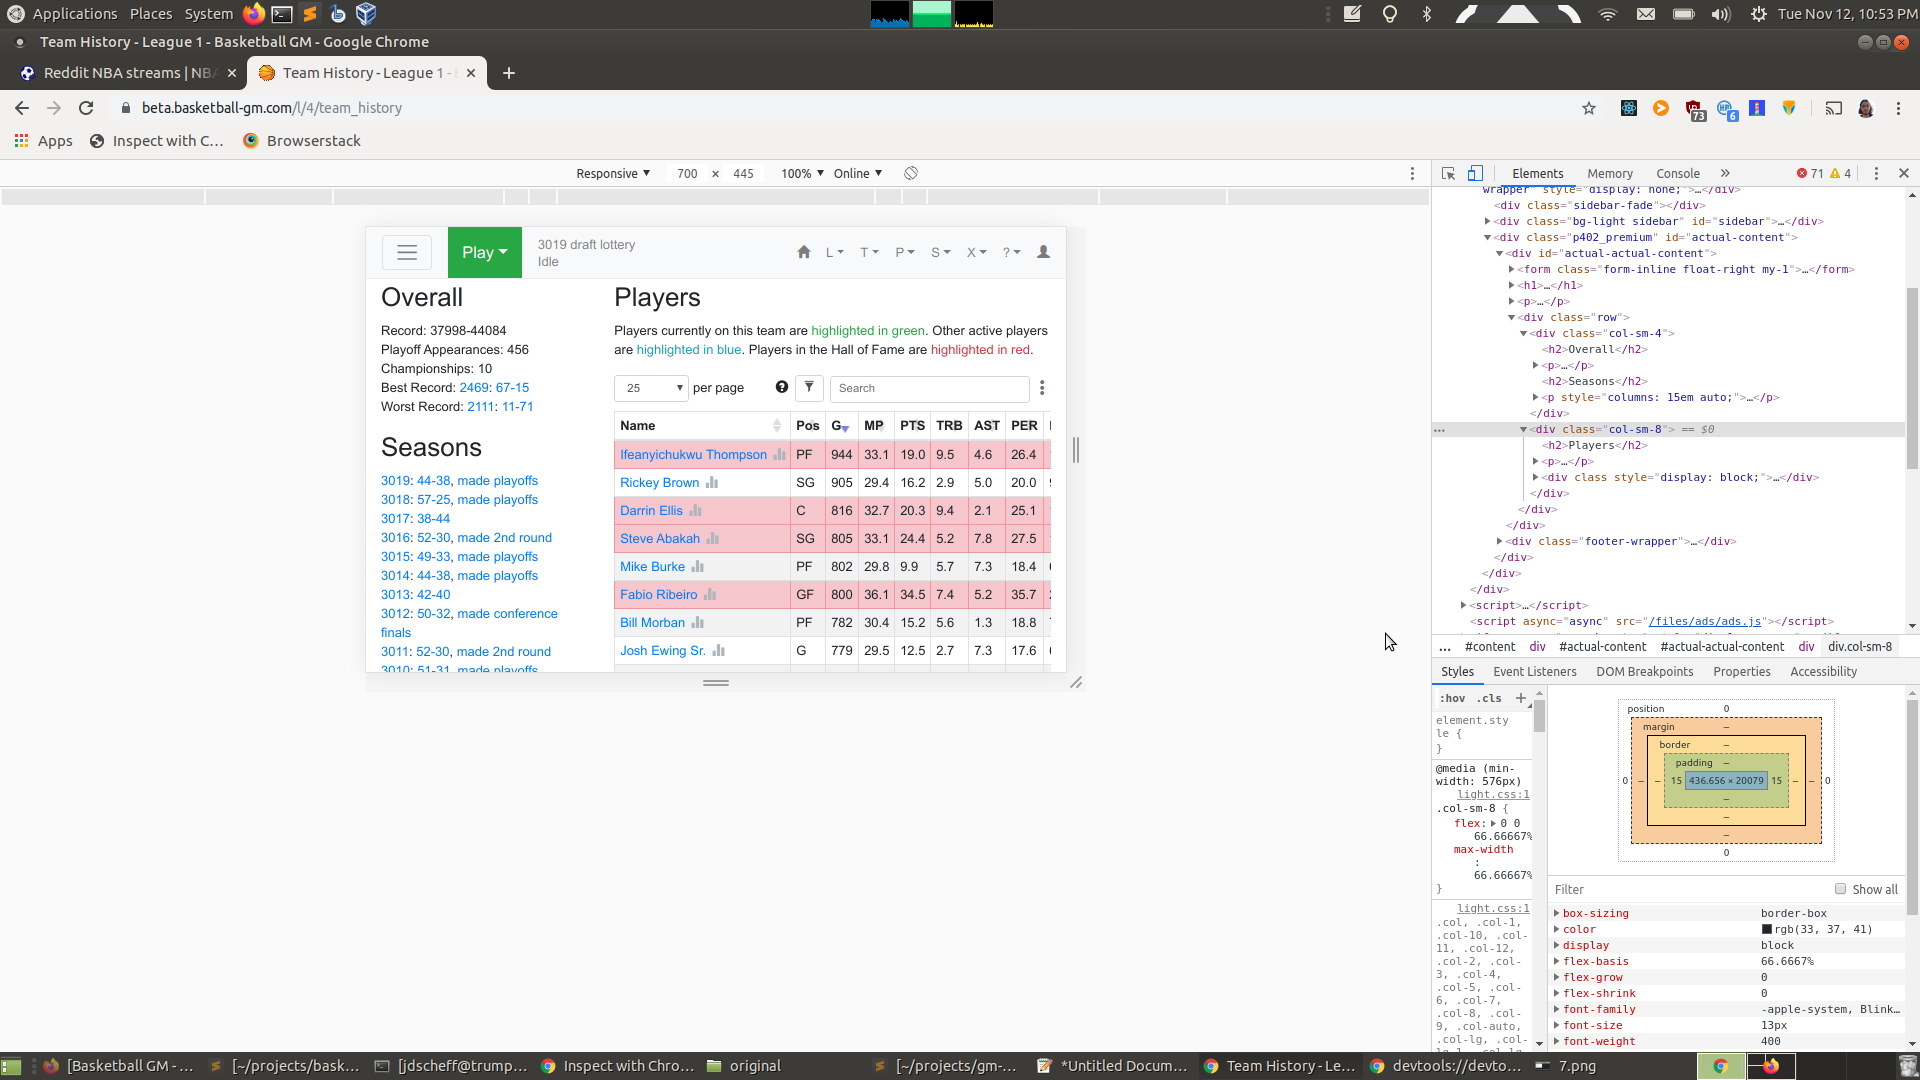 Applications Places System
Tue Nov 12, 10:53 PM
Team History - League 1 - Basketball GM - Google Chrome
Reddit NBA streams | NBA
Team History - League 1 -
beta.basketball-gm.com/l/4/team_history
73
6
Apps
Inspect with C...
Browserstack
Responsive ▼ 700 × 445 100% ▼ Online ▼
Elements Memory Console » 71 4
Play
3019 draft lottery
Idle
L T P S X ?
Overall
Record: 37998-44084
Playoff Appearances: 456
Championships: 10
Best Record: 2469: 67-15
Worst Record: 2111: 11-71
Seasons
3019: 44-38, made playoffs
3018: 57-25, made playoffs
3017: 38-44
3016: 52-30, made 2nd round
3015: 49-33, made playoffs
3014: 44-38, made playoffs
3013: 42-40
3012: 50-32, made conference
finals
3011: 52-30, made 2nd round
3010: 51-31, made playoffs
Players
Players currently on this team are highlighted in green. Other active players
are highlighted in blue. Players in the Hall of Fame are highlighted in red.
25 per page Search
Name Pos G MP PTS TRB AST PER
Ifeanyichukwu Thompson PF 944 33.1 19.0 9.5 4.6 26.4
Rickey Brown SG 905 29.4 16.2 2.9 5.0 20.0
Darrin Ellis C 816 32.7 20.3 9.4 2.1 25.1
Steve Abakah SG 805 33.1 24.4 5.2 7.8 27.5
Mike Burke PF 802 29.8 9.9 5.7 7.3 18.4
Fabio Ribeiro GF 800 36.1 34.5 7.4 5.2 35.7
Bill Morban PF 782 30.4 15.2 5.6 1.3 18.8
Josh Ewing Sr. G 779 29.5 12.5 2.7 7.3 17.6
wrapper" style="display: none;">…</div>
<div class="sidebar-fade"></div>
<div class="bg-light sidebar" id="sidebar">…</div>
<div class="p402_premium" id="actual-content">
<div id="actual-actual-content">
<form class="form-inline float-right my-1">…</form>
<h1>…</h1>
<p>…</p>
<div class="row">
<div class="col-sm-4">
<h2>Overall</h2>
<p>…</p>
<h2>Seasons</h2>
<p style="columns: 15em auto;">…</p>
</div>
<div class="col-sm-8"> == $0
<h2>Players</h2>
<p>…</p>
<div class style="display: block;">…</div>
</div>
</div>
</div>
<div class="footer-wrapper">…</div>
</div>
</div>
</div>
<script>…</script>
<script async="async" src="/files/ads/ads.js"></script>
... #content div #actual-content #actual-actual-content div div.col-sm-8
Styles Event Listeners DOM Breakpoints Properties Accessibility
:hov .cls +
element.sty
le {
}
@media (min-
width: 576px)
light.css:1
.col-sm-8 {
flex: 0 0
66.66667%
max-width
:
66.66667%
}
light.css:1
.col, .col-1,
.col-10, .col-
11, .col-12,
.col-2, .col-
3, .col-4,
.col-5, .col-
6, .col-7,
.col-8, .col-
9, .col-auto,
.col-lg, .col-
position 0
margin –
border –
padding –
0 – – 15 436.656 × 20079 15 – – 0
–
–
–
0
Filter Show all
box-sizing border-box
color rgb(33, 37, 41)
display block
flex-basis 66.6667%
flex-grow 0
flex-shrink 0
font-family -apple-system, Blink…
font-size 13px
font-weight 400
[Basketball GM -...
[~/projects/bask...
[jdscheff@trump...
Inspect with Chro...
original
[~/projects/gm-...
*Untitled Docum...
Team History - Le...
devtools://devto...
7.png